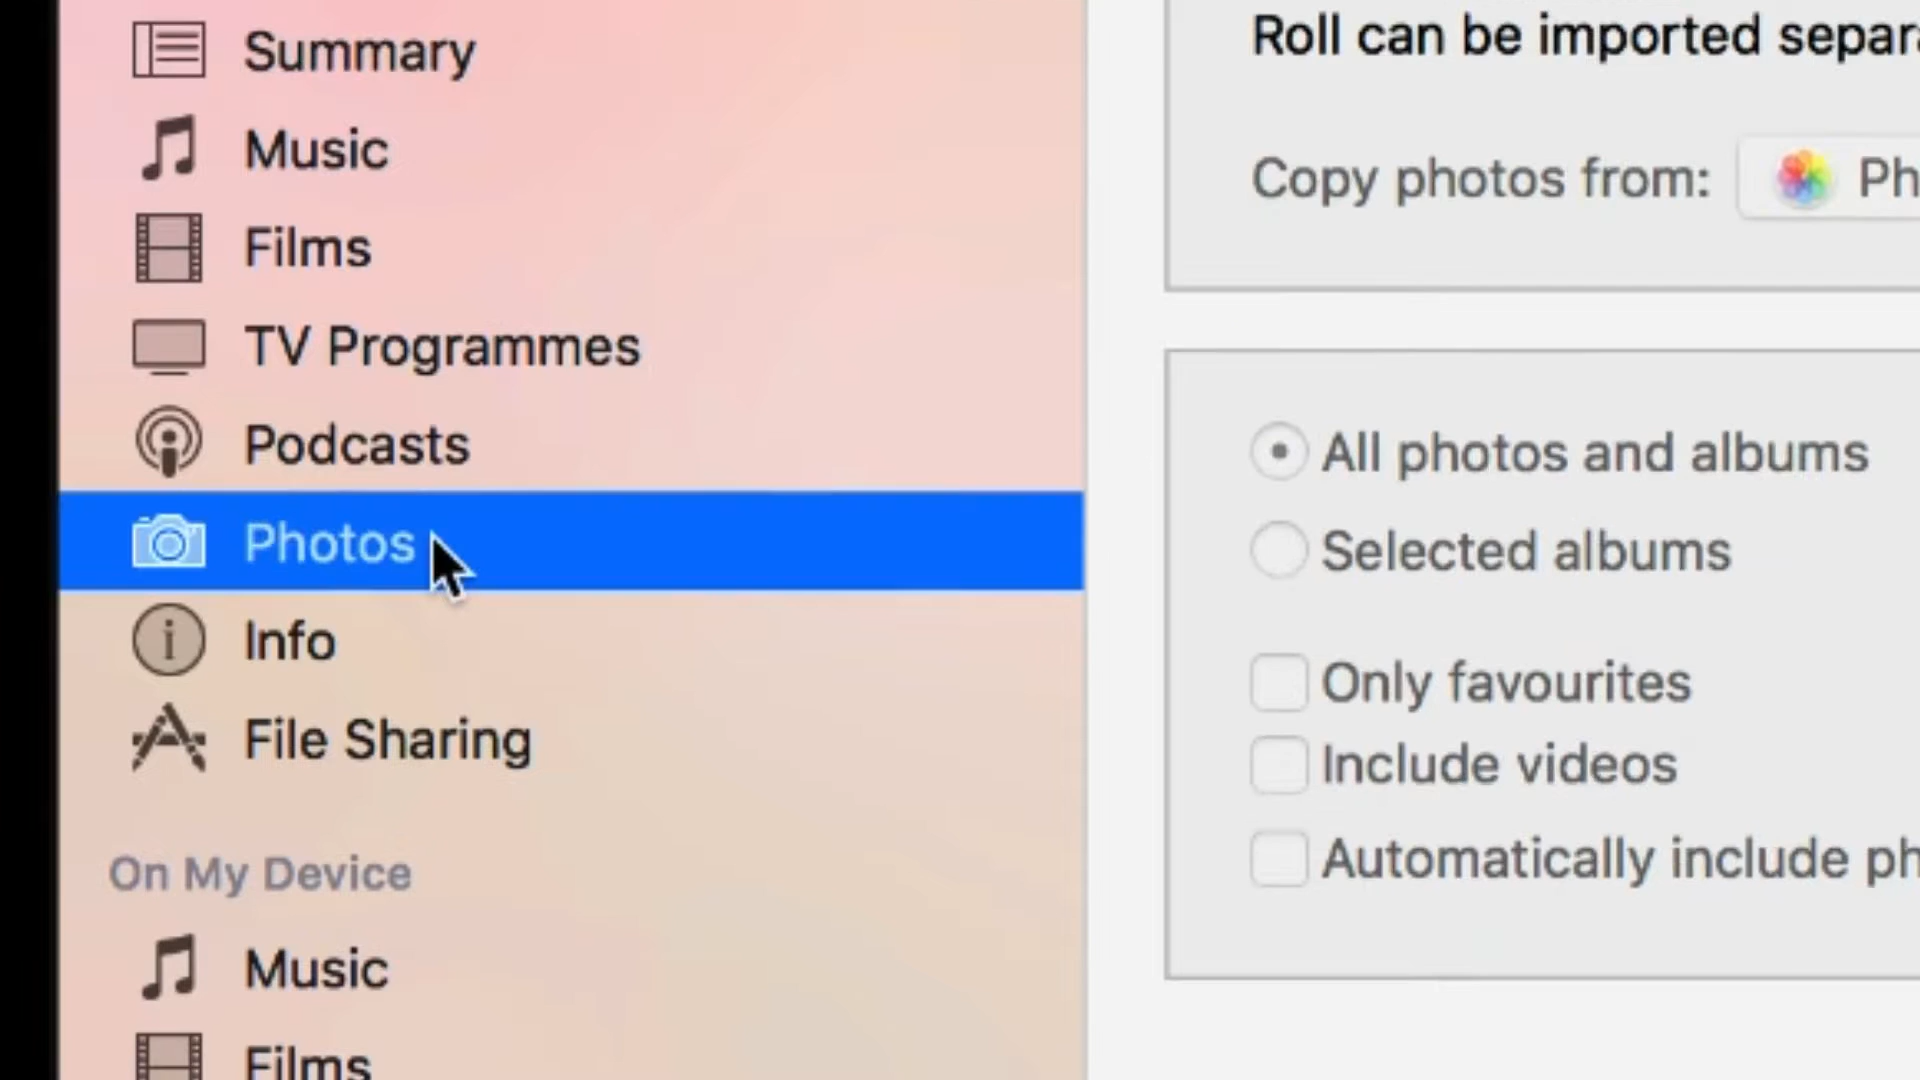 Summary
Music
Films
TV Programmes
Podcasts
Photos
Info
File Sharing
On My Device
Music
Films
Roll can be imported separa
Copy photos from: Ph
All photos and albums
Selected albums
Only favourites
Include videos
Automatically include ph